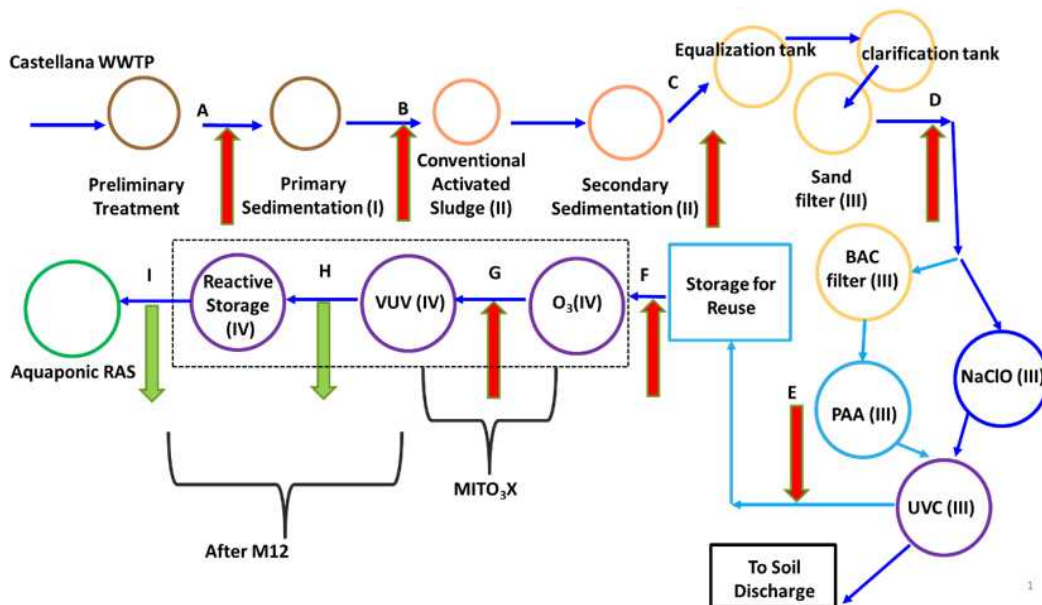 Castellana WWTP
A
B
C
Equalization tank
clarification tank
D
Preliminary
Treatment
Primary
Sedimentation (I)
Conventional
Activated
Sludge (II)
Secondary
Sedimentation (II)
Sand
filter (III)
I
Reactive
Storage
(IV)
H
VUV (IV)
G
O₃(IV)
F
Storage for
Reuse
BAC
filter (III)
Aquaponic RAS
NaClO (III)
E
PAA (III)
MITO₃X
UVC (III)
After M12
To Soil
Discharge
1